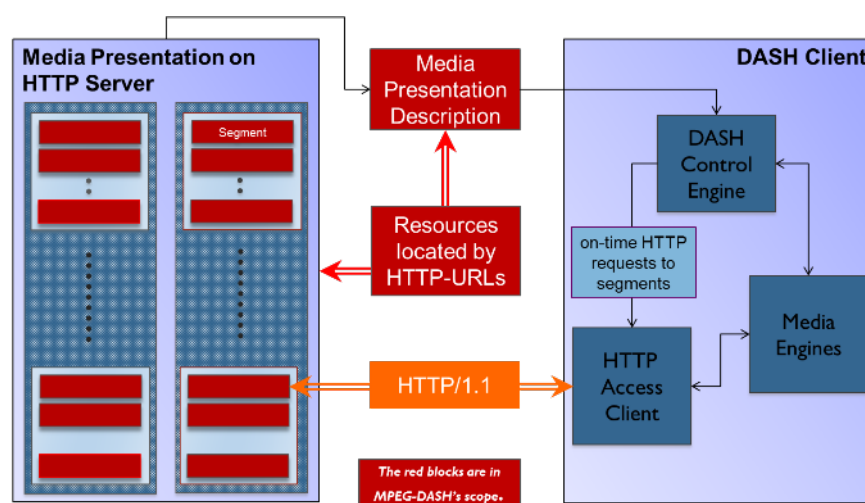 Media Presentation on
HTTP Server
Segment
Media
Presentation
Description
Resources
located by
HTTP-URLs
HTTP/1.1
The red blocks are in
MPEG-DASH's scope.
DASH Client
DASH
Control
Engine
on-time HTTP
requests to
segments
HTTP
Access
Client
Media
Engines